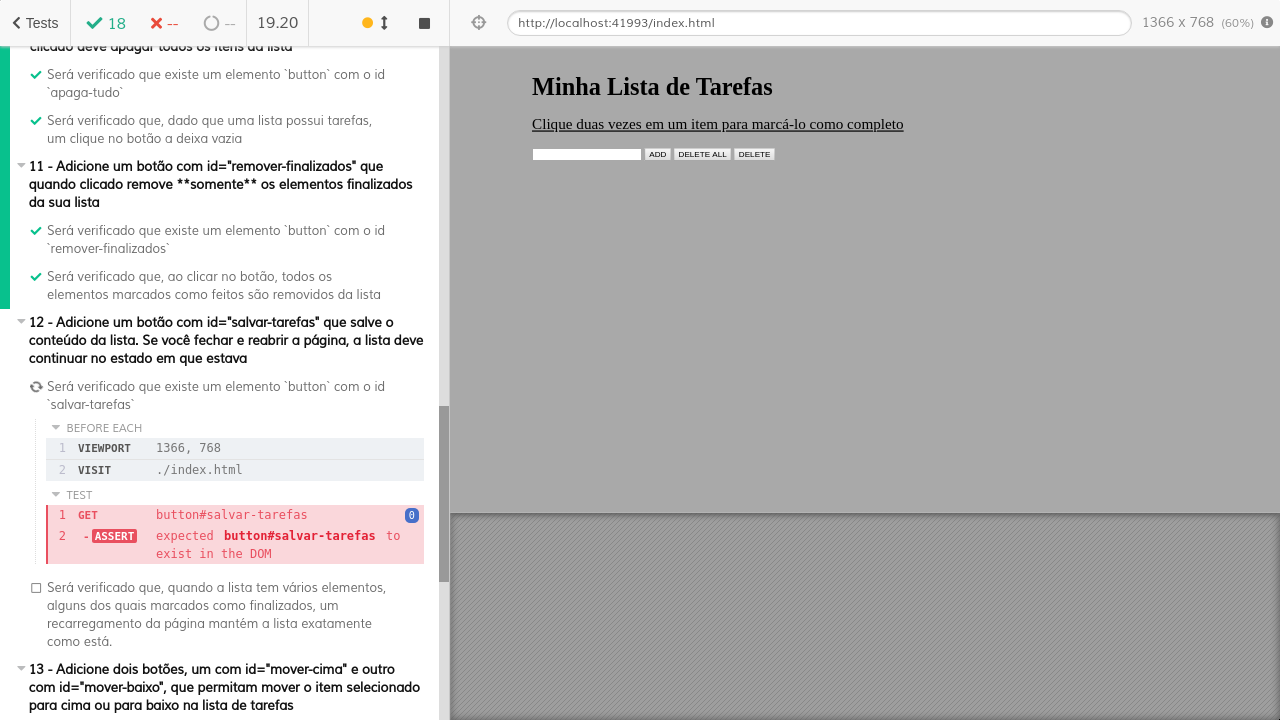 Tests
18
--
--
19.20
http://localhost:41993/index.html
1366 x 768 (60%)
clicado deve apagar todos os itens da lista
Será verificado que existe um elemento `button` com o id
`apaga-tudo`
Será verificado que, dado que uma lista possui tarefas,
um clique no botão a deixa vazia
11 - Adicione um botão com id="remover-finalizados" que
quando clicado remove **somente** os elementos finalizados
da sua lista
Será verificado que existe um elemento `button` com o id
`remover-finalizados`
Será verificado que, ao clicar no botão, todos os
elementos marcados como feitos são removidos da lista
12 - Adicione um botão com id="salvar-tarefas" que salve o
conteúdo da lista. Se você fechar e reabrir a página, a lista deve
continuar no estado em que estava
Será verificado que existe um elemento `button` com o id
`salvar-tarefas`
BEFORE EACH
1 VIEWPORT 1366, 768
2 VISIT ./index.html
TEST
1 GET button#salvar-tarefas 0
2 -ASSERT expected button#salvar-tarefas to
exist in the DOM
Será verificado que, quando a lista tem vários elementos,
alguns dos quais marcados como finalizados, um
recarregamento da página mantém a lista exatamente
como está.
13 - Adicione dois botões, um com id="mover-cima" e outro
com id="mover-baixo", que permitam mover o item selecionado
para cima ou para baixo na lista de tarefas
Minha Lista de Tarefas
Clique duas vezes em um item para marcá-lo como completo
ADD DELETE ALL DELETE